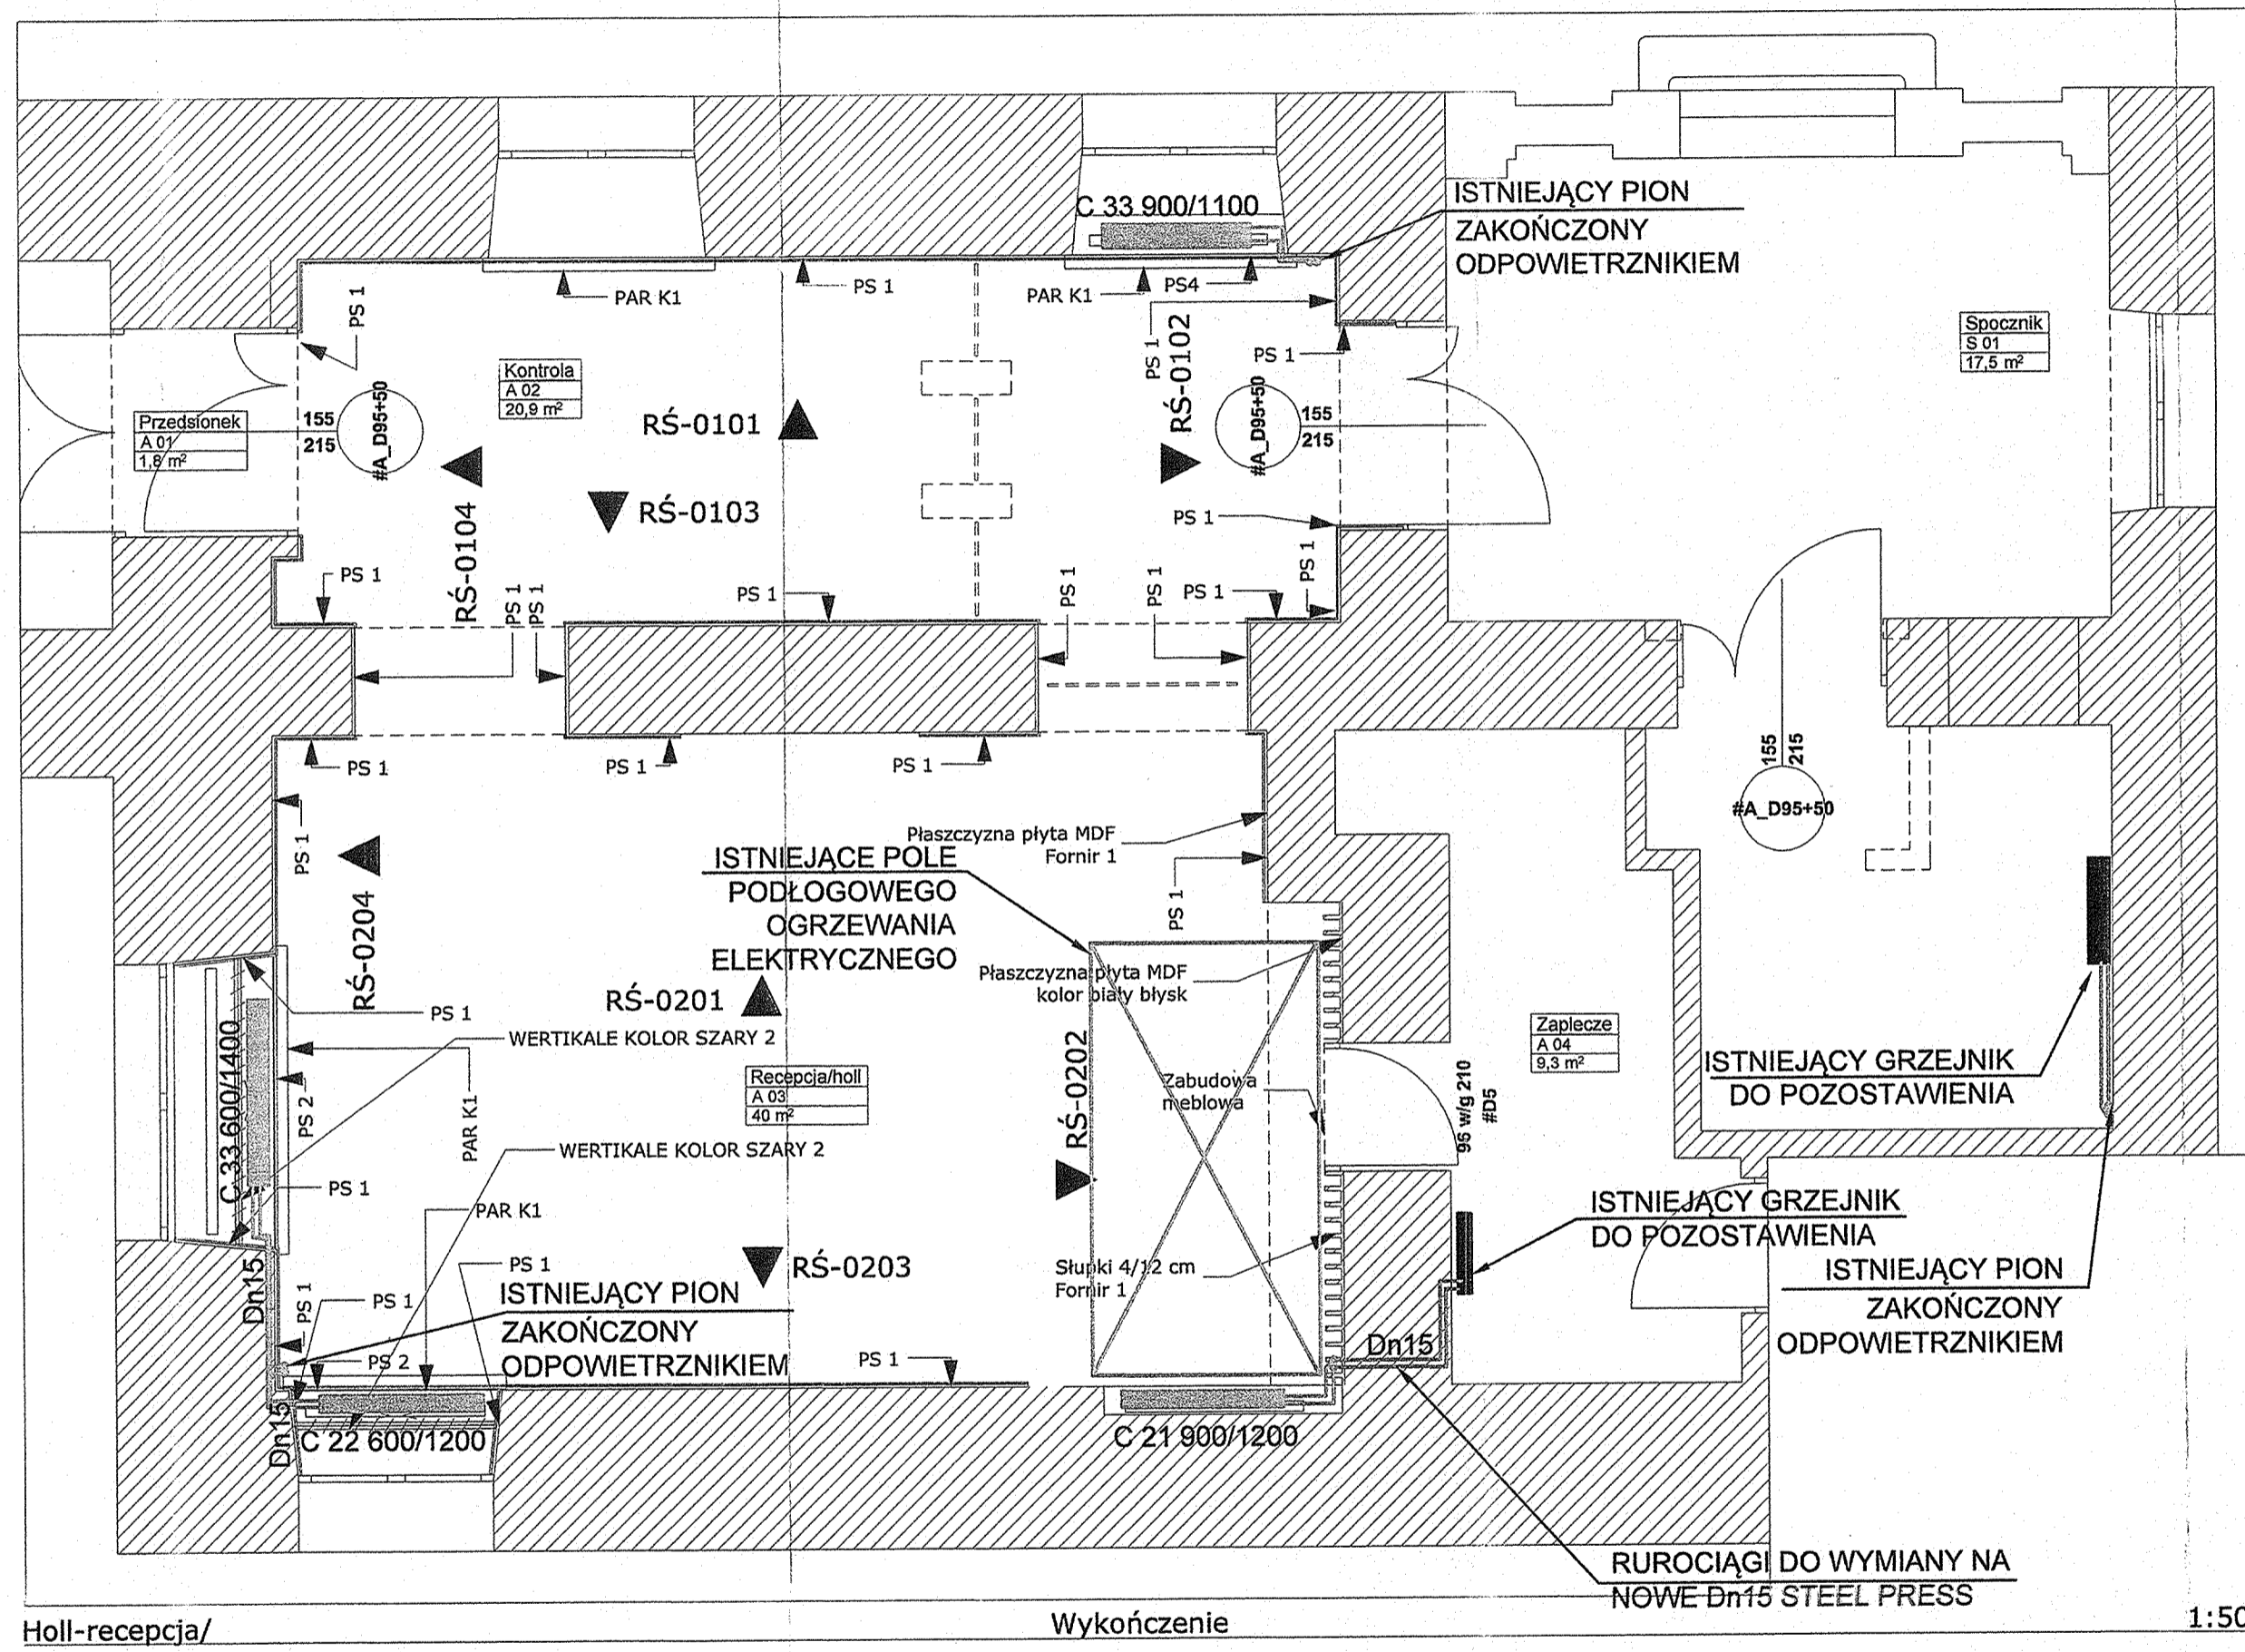 C 33 900/1100
ISTNIEJĄCY PION
ZAKOŃCZONY
ODPOWIETRZNIKIEM
PS 1
PAR K1
PS 1
PAR K1
PS4
PS 1
RŚ-0102
PS 1
Spocznik
S 01
17,5 m²
Kontrola
A 02
20,9 m²
Przedsionek
A 01
1,8 m²
155
215
#A_D95+50
RŚ-0101
155
215
#A_D95+50
RŚ-0104
RŚ-0103
PS 1
PS 1
PS 1
PS 1
PS 1
PS 1
PS 1
PS 1
PS 1
PS 1
PS 1
PS 1
155
215
#A_D95+50
PS 1
RŚ-0204
Płaszczyzna płyta MDF
Fornir 1
PS 1
ISTNIEJĄCE POLE
PODŁOGOWEGO
OGRZEWANIA
ELEKTRYCZNEGO
Płaszczyzna płyta MDF
kolor biały błysk
RŚ-0201
PS 1
WERTIKALE KOLOR SZARY 2
C 33 600/1400
PS 2
PAR K1
Recepcja/holl
A 03
40 m²
RŚ-0202
Zabudowa
meblowa
95 w/g 210
#D5
Zaplecze
A 04
9,3 m²
ISTNIEJĄCY GRZEJNIK
DO POZOSTAWIENIA
WERTIKALE KOLOR SZARY 2
PS 1
PAR K1
ISTNIEJĄCY GRZEJNIK
DO POZOSTAWIENIA
RŚ-0203
PS 1
Słupki 4/12 cm
Fornir 1
ISTNIEJĄCY PION
ZAKOŃCZONY
ODPOWIETRZNIKIEM
Dn15
PS 1
PS 1
ISTNIEJĄCY PION
ZAKOŃCZONY
ODPOWIETRZNIKIEM
PS 2
PS 1
Dn15
Dn15
C 22 600/1200
C 21 900/1200
RUROCIĄGI DO WYMIANY NA
NOWE Dn15 STEEL PRESS
Holl-recepcja/
Wykończenie
1:50